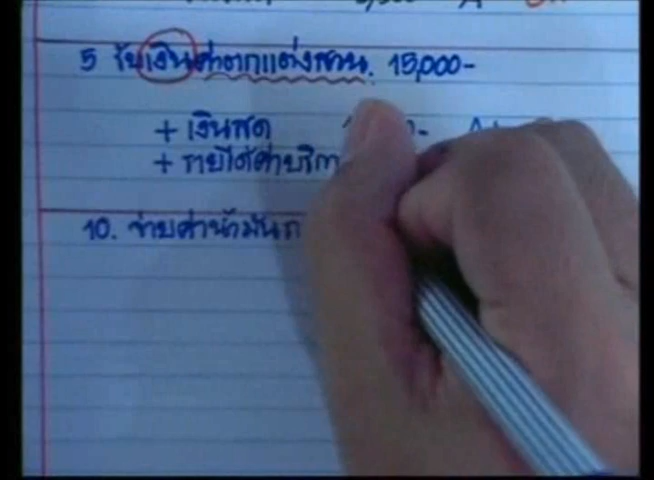 5 รับเงินค่าตกแต่งสวน. 15,000-
+ เงินสด
+ รายได้ค่าบริกา
10. จ่ายค่าน้ำมันร